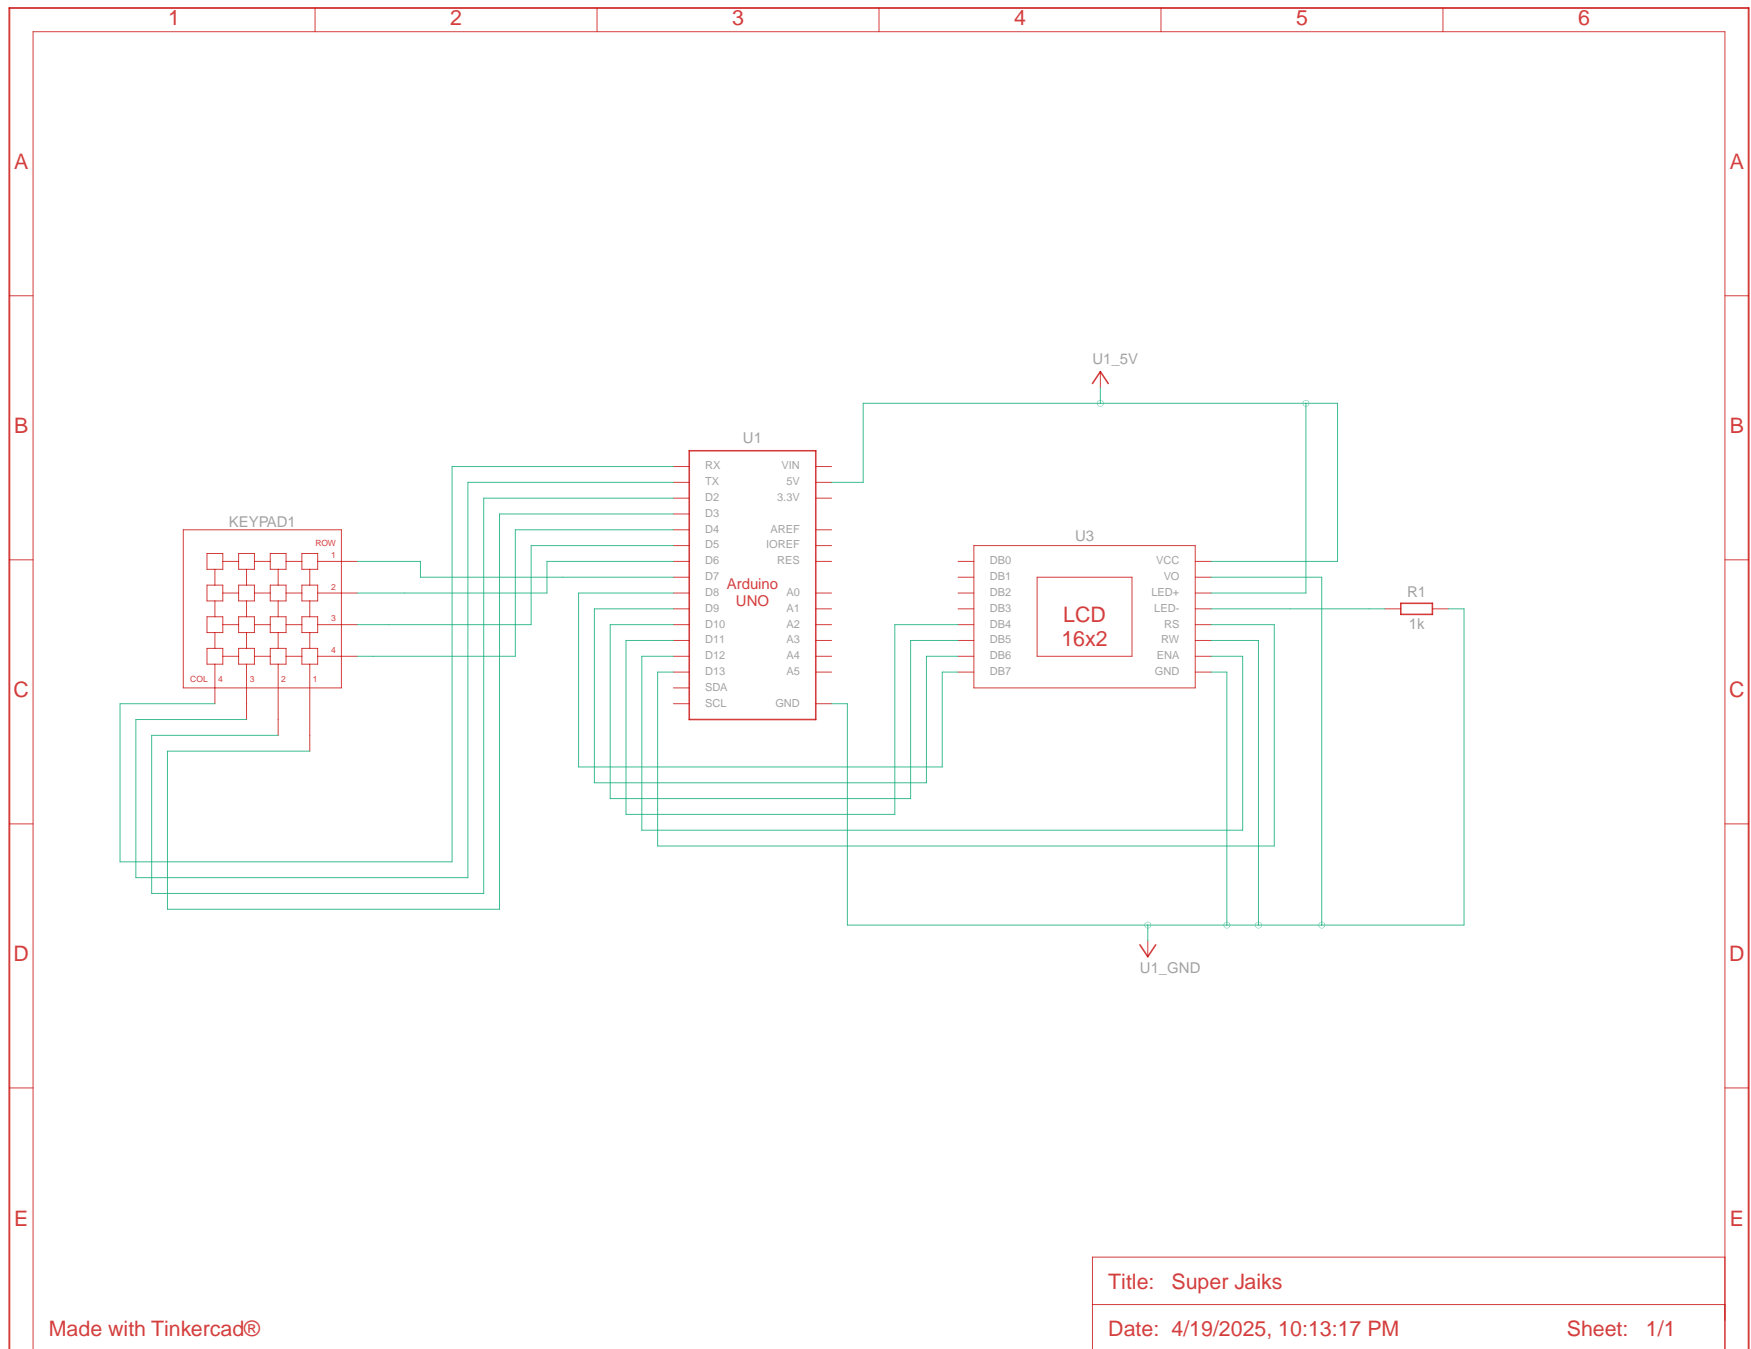 1 2 3 4 5 6
A A
U1_5V
B B
U1
RX VIN
TX 5V
D2 3.3V
D3
D4 AREF
D5 IOREF
D6 RES
D7
D8 A0
D9 A1
D10 A2
D11 A3
D12 A4
D13 A5
SDA
SCL GND
Arduino
UNO
KEYPAD1
ROW
1
2
3
4
COL 4 3 2 1
U3
DB0 VCC
DB1 VO
DB2 LED+
DB3 LED-
DB4 RS
DB5 RW
DB6 ENA
DB7 GND
LCD
16x2
R1
1k
C C
D D
U1_GND
E E
Title: Super Jaiks
Made with Tinkercad®
Date: 4/19/2025, 10:13:17 PM Sheet: 1/1